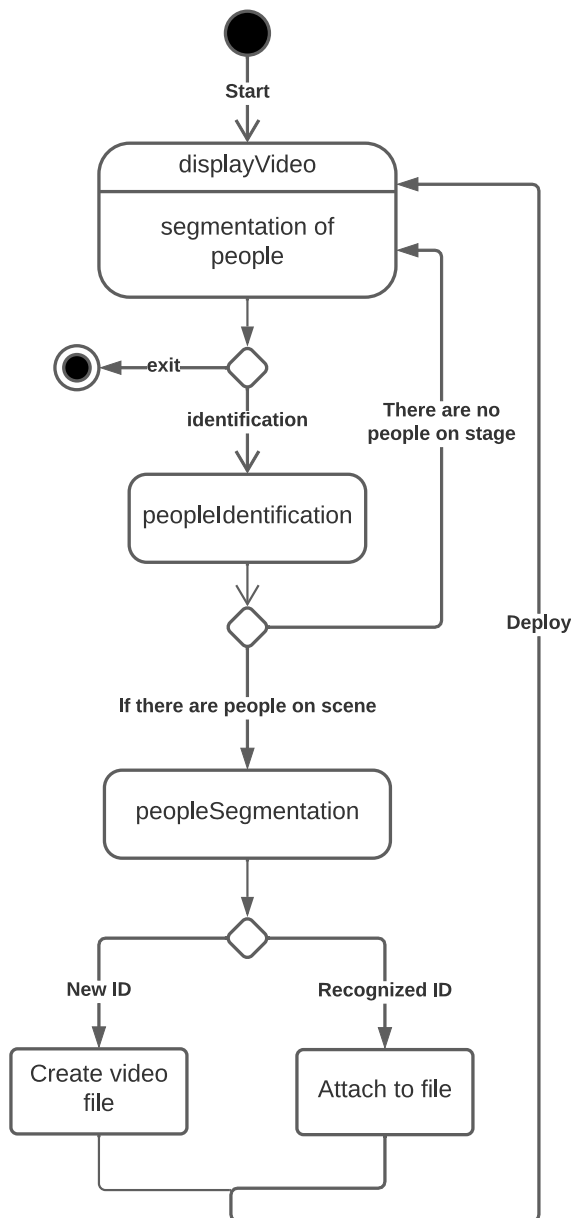 Start
displayVideo
segmentation of
people
exit
identification
There are no
people on stage
peopleIdentification
Deploy
If there are people on scene
peopleSegmentation
New ID
Recognized ID
Create video
file
Attach to file